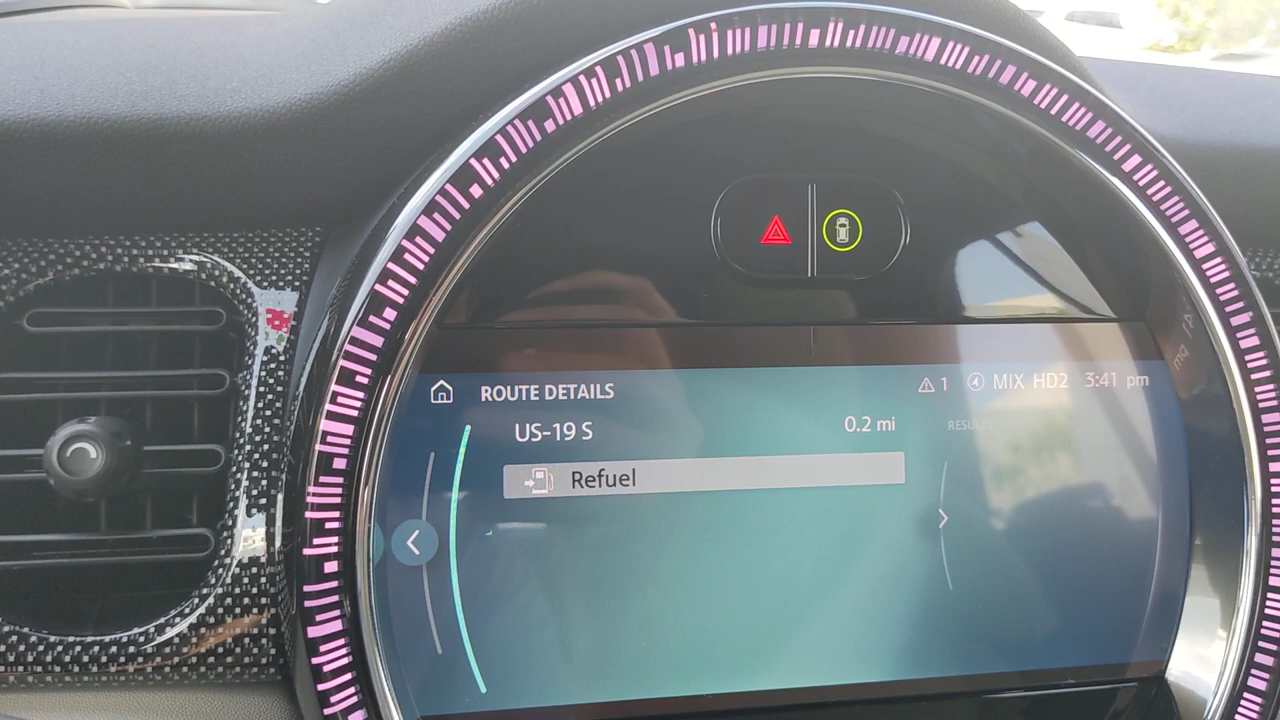 ROUTE DETAILS
1 MIX HD2 3:41 pm
US-19 S
0.2 mi
RESULTS
Refuel